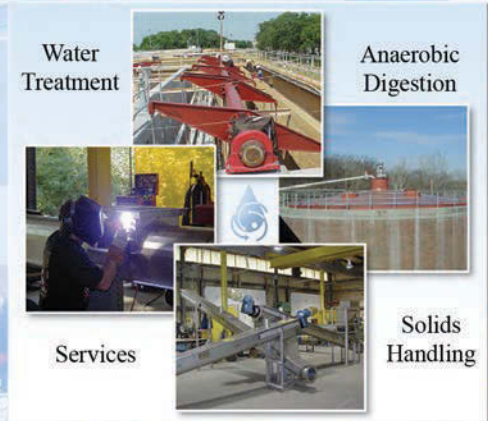 Water
Treatment
Anaerobic
Digestion
Services
Solids
Handling